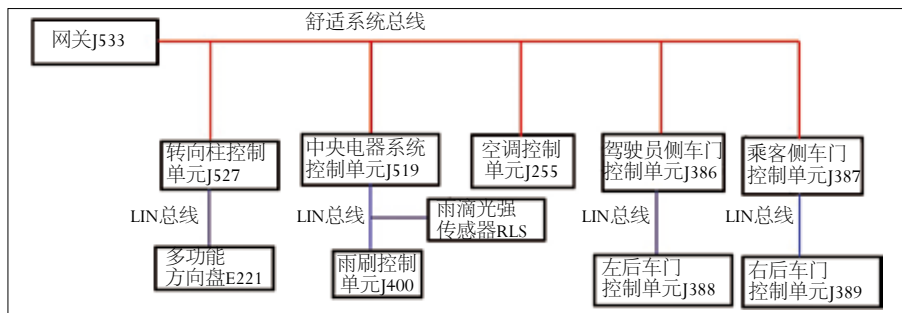 舒适系统总线
网关J533
转向柱控制
单元J527
中央电器系统
控制单元J519
空调控制
单元J255
驾驶员侧车门
控制单元J386
乘客侧车门
控制单元J387
LIN总线
LIN总线
LIN总线
LIN总线
雨滴光强
传感器RLS
多功能
方向盘E221
雨刷控制
单元J400
左后车门
控制单元J388
右后车门
控制单元J389